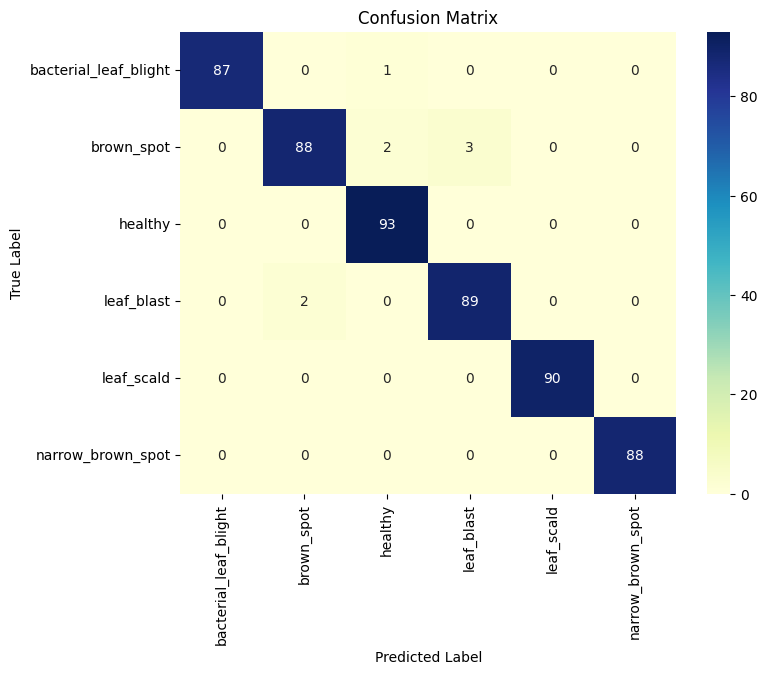 Confusion Matrix
True Label
bacterial_leaf_blight 87 0 1 0 0 0
brown_spot 0 88 2 3 0 0
healthy 0 0 93 0 0 0
leaf_blast 0 2 0 89 0 0
leaf_scald 0 0 0 0 90 0
narrow_brown_spot 0 0 0 0 0 88
bacterial_leaf_blight
brown_spot
healthy
leaf_blast
leaf_scald
narrow_brown_spot
Predicted Label
80
60
40
20
0